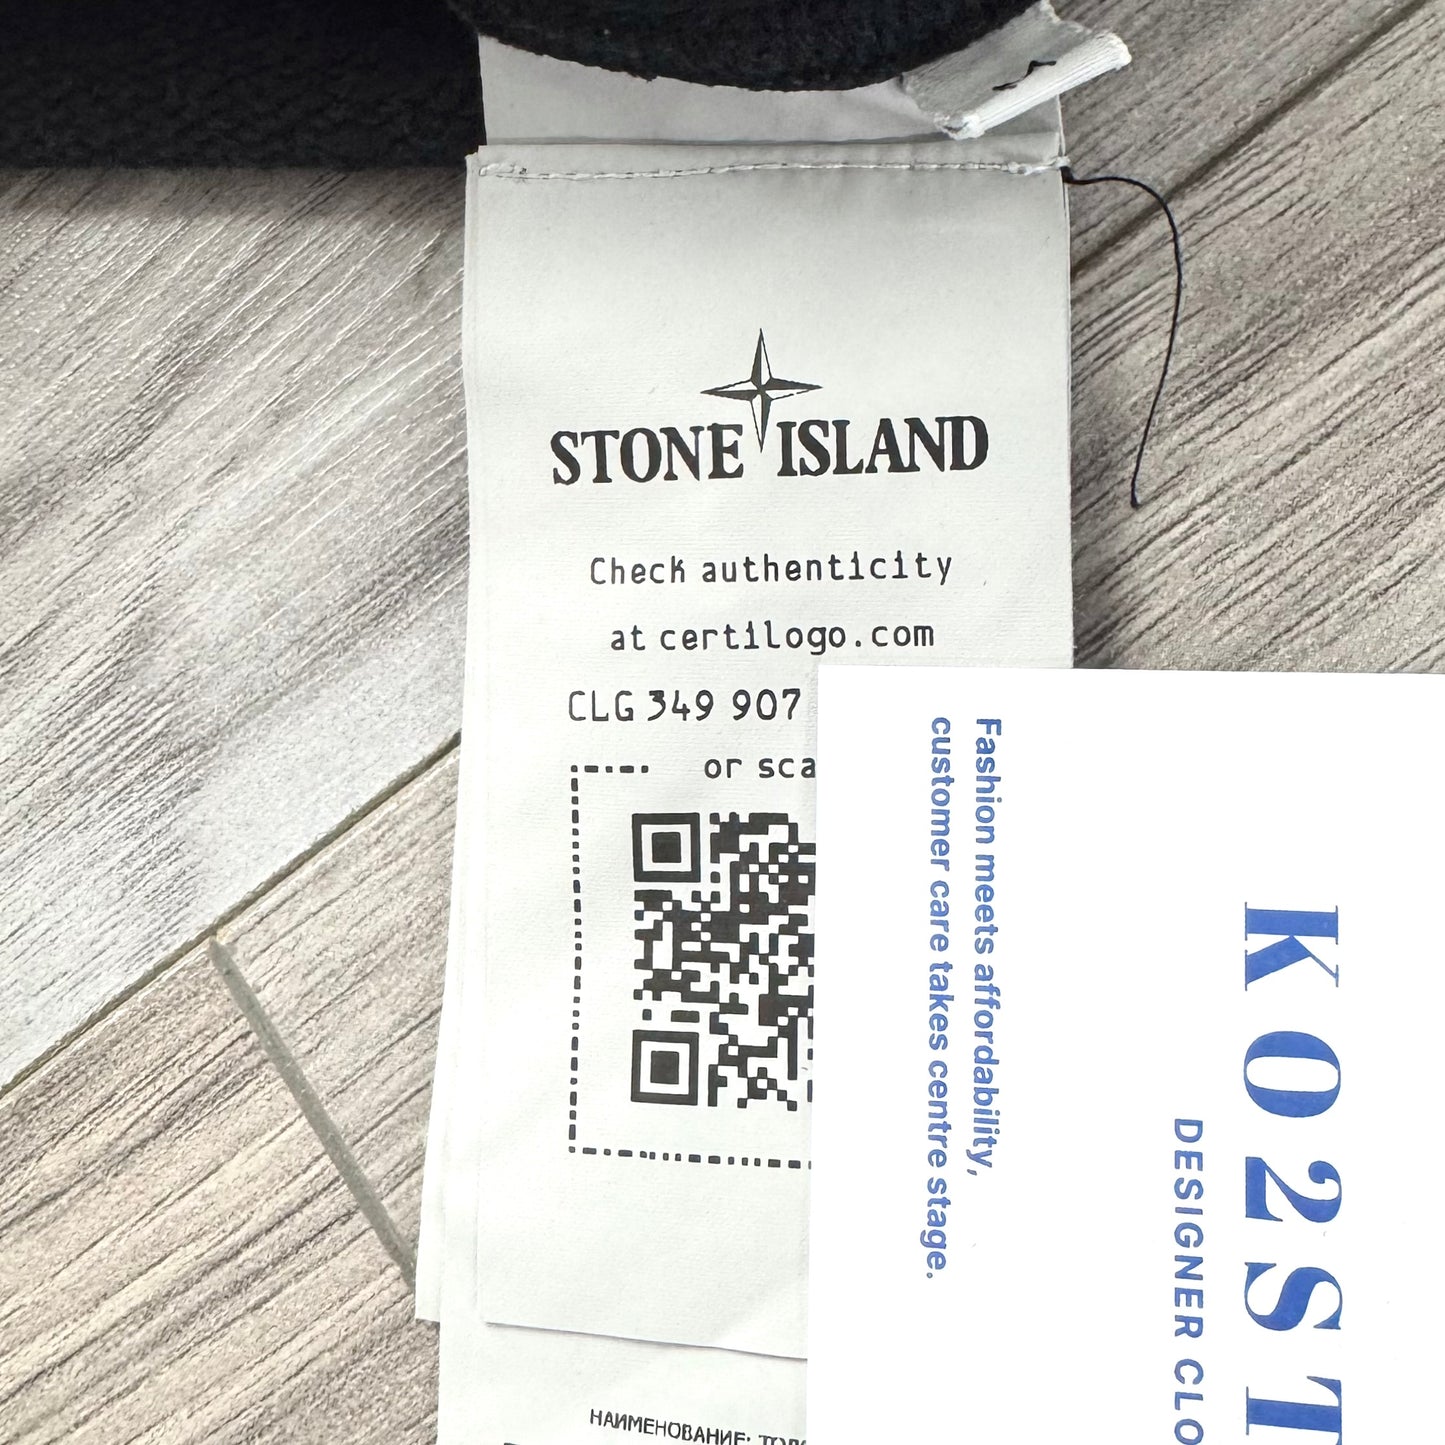 STONE ISLAND
Check authenticity
at certilogo.com
CLG 349 907
or sca
НАИМЕНОВАНИЕ:
Fashion meets affordability,
customer care takes centre stage.
KO2ST
DESIGNER CLO